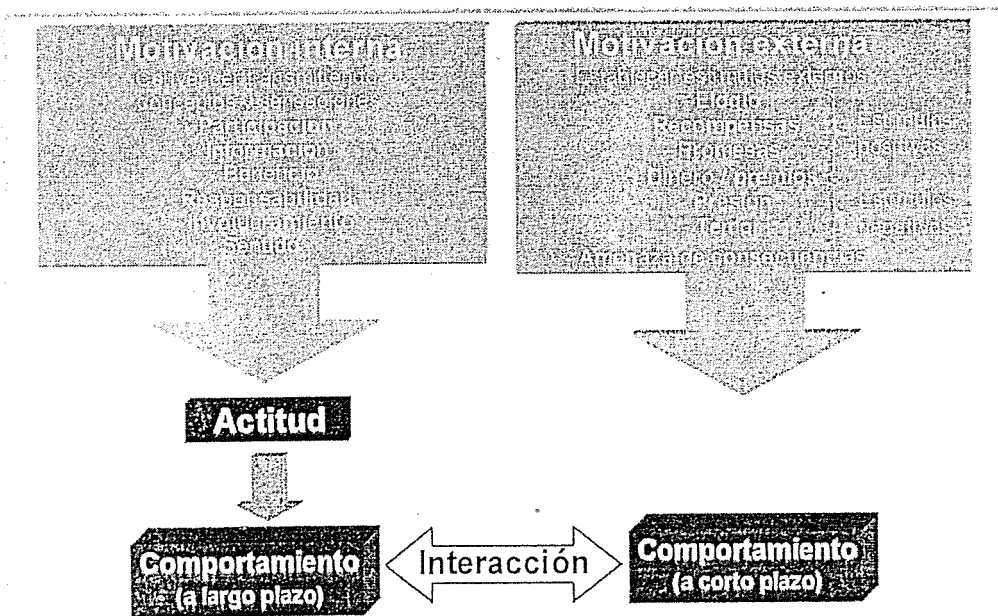 Motivación interna
Convencer transmitiendo
conceptos y sensaciones
Participación
Información
Beneficio
Responsabilidad
Involucramiento
Sentido
Motivación externa
Establecer estímulos externos
Elogio
Recompensas
Promesas
Dinero / premios
Estímulos
positivos
Presión
Temor
Estímulos
negativos
Amenaza de consecuencias
Actitud
Comportamiento
(a largo plazo)
Interacción
Comportamiento
(a corto plazo)